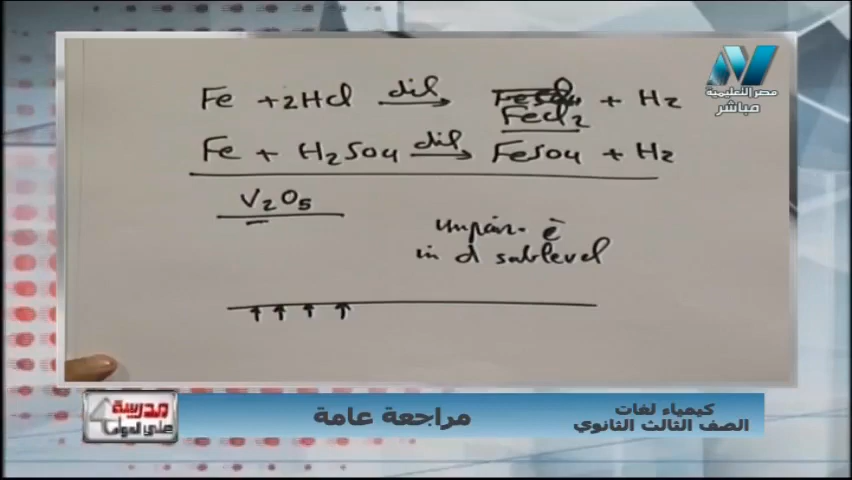 Fe + 2HCl dil → FeSO4 + H2
FeCl2
Fe + H2SO4 dil → FeSO4 + H2
V2O5
unpair. e-
in d sublevel
مصر التعليمية
مباشر
مدرسة
على الهواء
مراجعة عامة
كيمياء لغات
الصف الثالث الثانوي